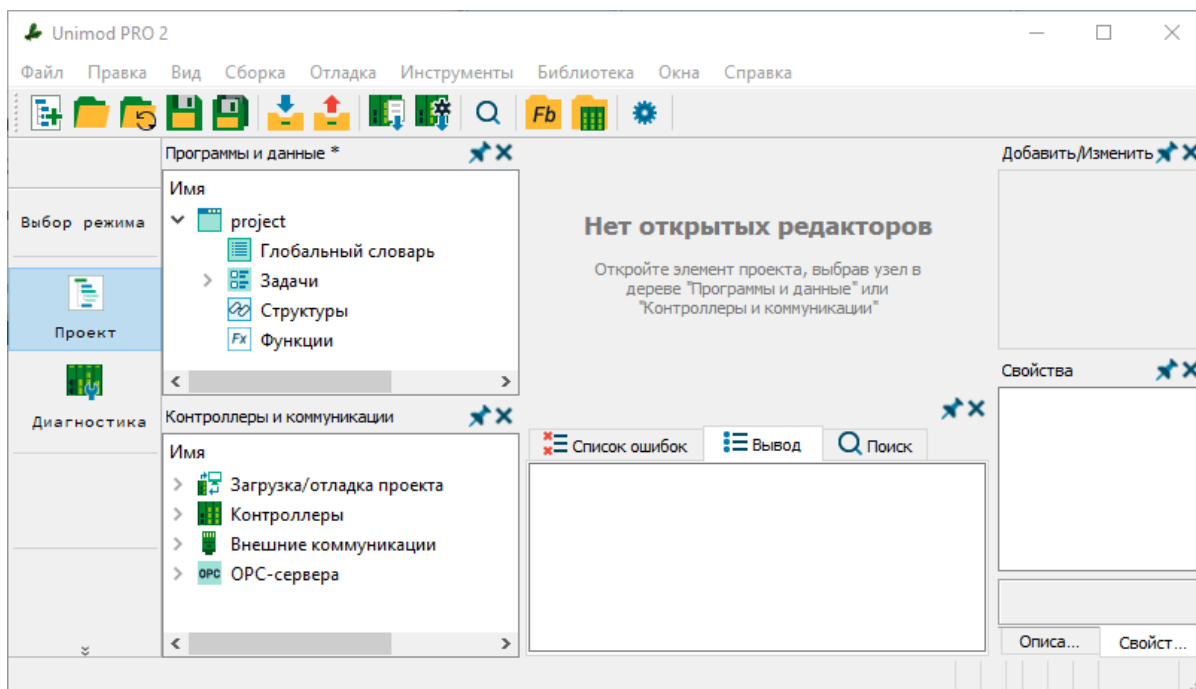 Unimod PRO 2
Файл Правка Вид Сборка Отладка Инструменты Библиотека Окна Справка
Fb
Выбор режима
Проект
Диагностика
Программы и данные *
Имя
project
Глобальный словарь
Задачи
Структуры
Fx Функции
Контроллеры и коммуникации
Имя
Загрузка/отладка проекта
Контроллеры
Внешние коммуникации
OPC OPC-сервера
Нет открытых редакторов
Откройте элемент проекта, выбрав узел в
дереве "Программы и данные" или
"Контроллеры и коммуникации"
Список ошибок Вывод Поиск
Добавить/Изменить
Свойства
Описа... Свойст...